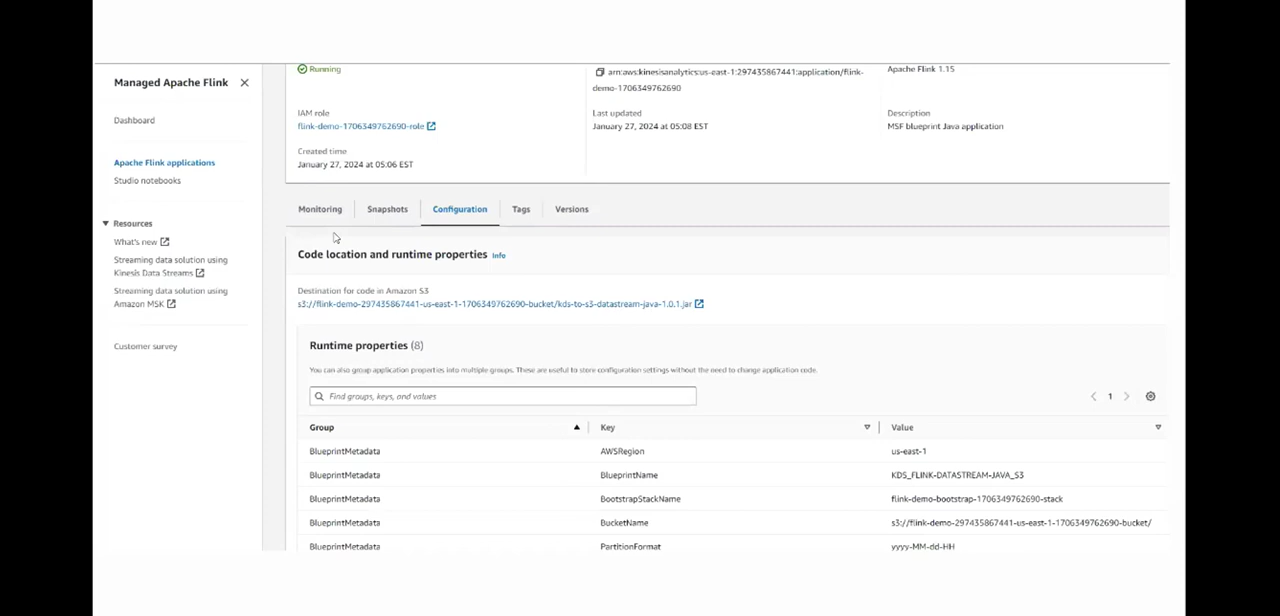 Managed Apache Flink
Dashboard
Apache Flink applications
Studio notebooks
Resources
What's new
Streaming data solution using
Kinesis Data Streams
Streaming data solution using
Amazon MSK
Customer survey
Running
IAM role
flink-demo-1706349762690-role
Created time
January 27, 2024 at 05:06 EST
arn:aws:kinesisanalytics:us-east-1:297435867441:application/flink-
demo-1706349762690
Last updated
January 27, 2024 at 05:08 EST
Apache Flink 1.15
Description
MSF blueprint Java application
Monitoring Snapshots Configuration Tags Versions
Code location and runtime properties Info
Destination for code in Amazon S3
s3://flink-demo-297435867441-us-east-1-1706349762690-bucket/kds-to-s3-datastream-java-1.0.1.jar
Runtime properties (8)
You can also group application properties into multiple groups. These are useful to store configuration settings without the need to change application code.
Find groups, keys, and values
1
Group Key Value
BlueprintMetadata AWSRegion us-east-1
BlueprintMetadata BlueprintName KDS_FLINK-DATASTREAM-JAVA_S3
BlueprintMetadata BootstrapStackName flink-demo-bootstrap-1706349762690-stack
BlueprintMetadata BucketName s3://flink-demo-297435867441-us-east-1-1706349762690-bucket/
BlueprintMetadata PartitionFormat yyyy-MM-dd-HH